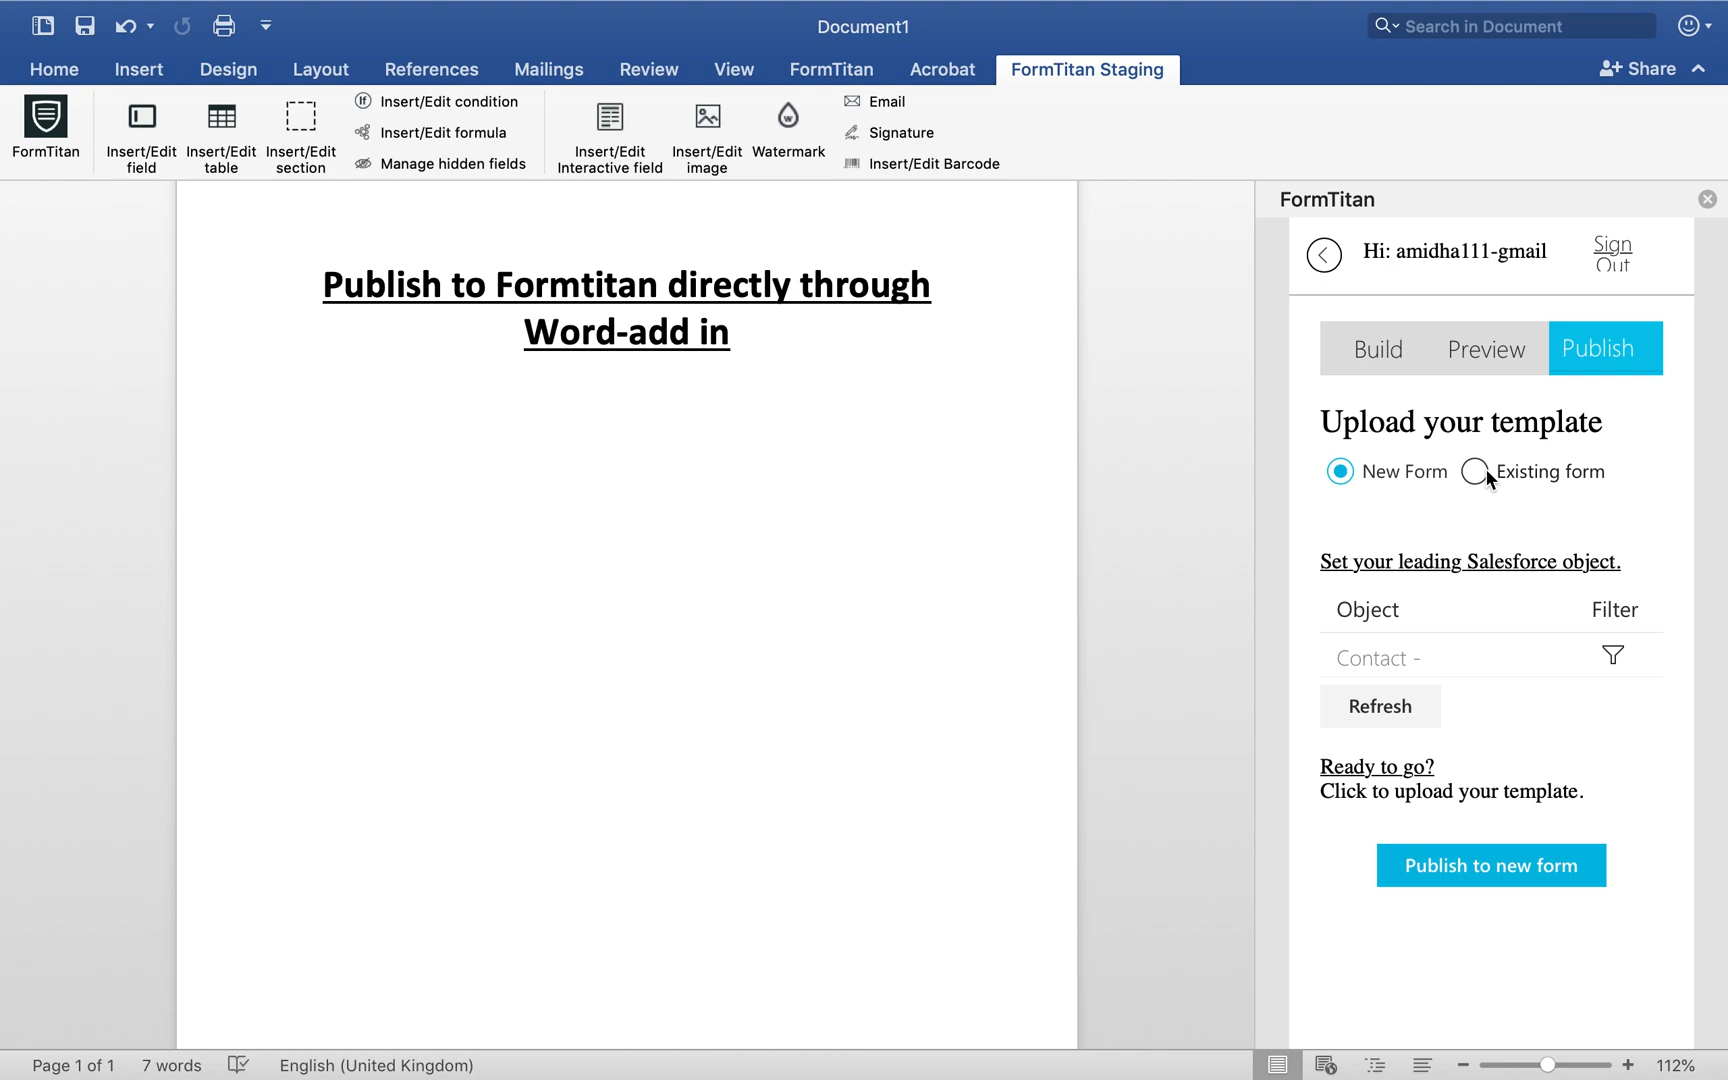 Document1
Search in Document
Home Insert Design Layout References Mailings Review View FormTitan Acrobat FormTitan Staging Share
FormTitan
Insert/Edit field
Insert/Edit table
Insert/Edit section
If Insert/Edit condition
Insert/Edit formula
Manage hidden fields
Insert/Edit Interactive field
Insert/Edit image
W
Watermark
Email
Signature
Insert/Edit Barcode
Publish to Formtitan directly through
Word-add in
FormTitan
Hi: amidha111-gmail
Sign
Out
Build Preview Publish
Upload your template
New Form Existing form
Set your leading Salesforce object.
Object Filter
Contact -
Refresh
Ready to go?
Click to upload your template.
Publish to new form
Page 1 of 1 7 words English (United Kingdom) 112%